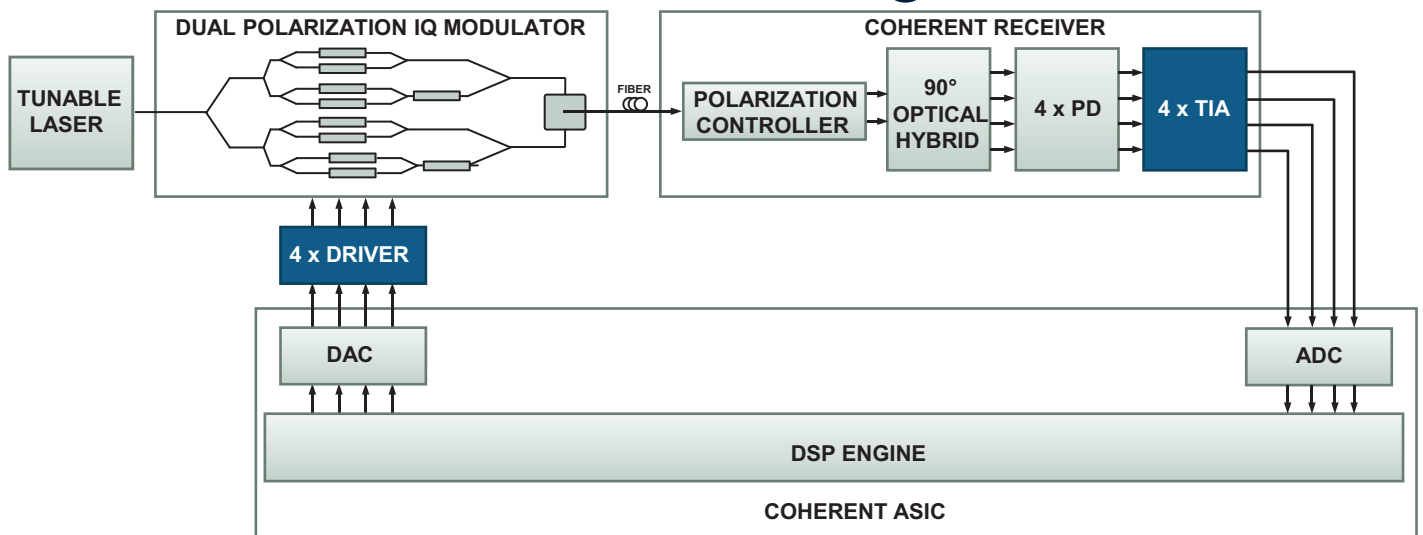 DUAL POLARIZATION IQ MODULATOR
COHERENT RECEIVER
TUNABLE
LASER
FIBER
POLARIZATION
CONTROLLER
90°
OPTICAL
HYBRID
4 x PD
4 x TIA
4 x DRIVER
DAC
ADC
DSP ENGINE
COHERENT ASIC